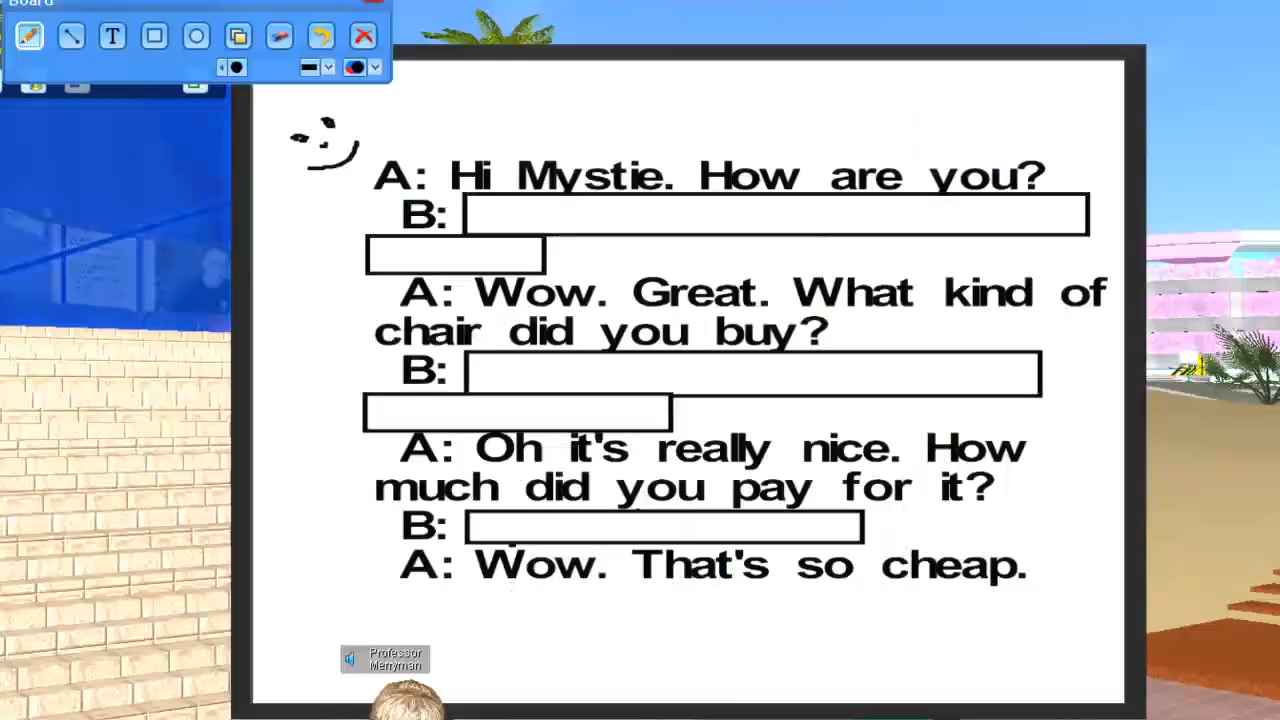 Board
T
A: Hi Mystie. How are you?
B:
A: Wow. Great. What kind of
chair did you buy?
B:
A: Oh it's really nice. How
much did you pay for it?
B:
A: Wow. That's so cheap.
Professor
Merryman